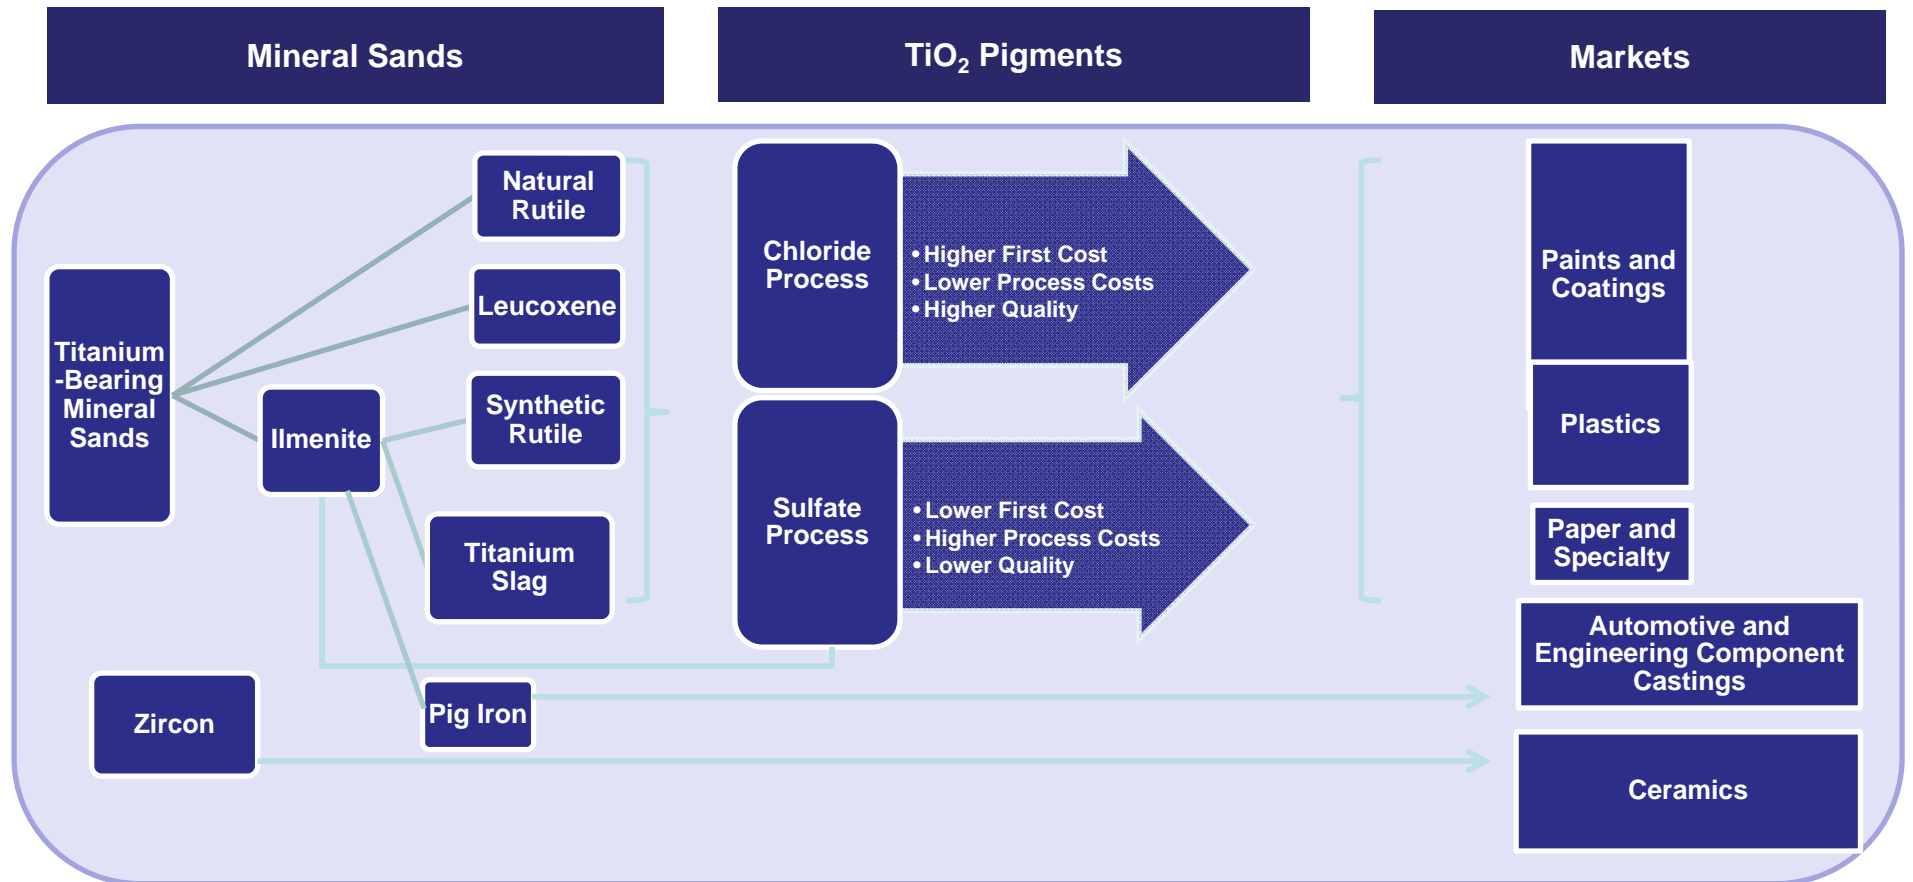 Mineral Sands
TiO₂ Pigments
Markets
Natural
Rutile
Leucoxene
Titanium
-Bearing
Mineral
Sands
Ilmenite
Synthetic
Rutile
Titanium
Slag
Zircon
Pig Iron
Chloride
Process
• Higher First Cost
• Lower Process Costs
• Higher Quality
Sulfate
Process
• Lower First Cost
• Higher Process Costs
• Lower Quality
Paints and
Coatings
Plastics
Paper and
Specialty
Automotive and
Engineering Component
Castings
Ceramics